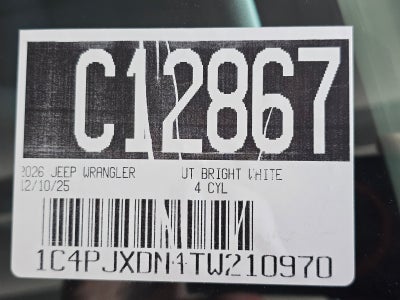 C12867
2026 JEEP WRANGLER UT BRIGHT WHITE
12/10/25 4 CYL
1C4PJXDN4TW210970